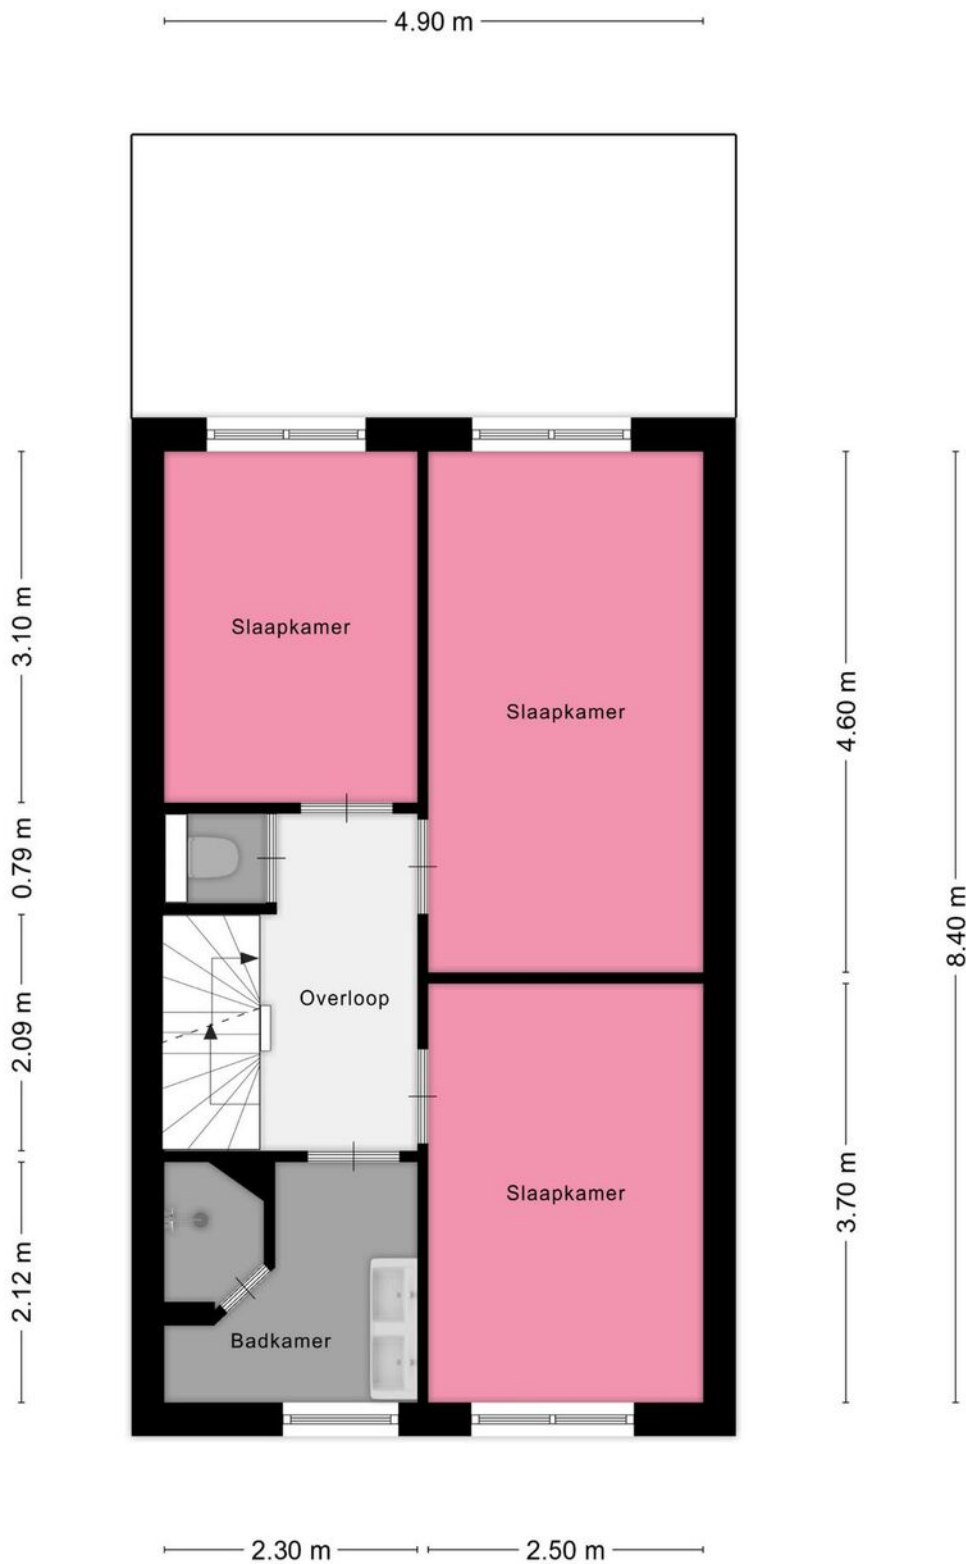 4.90 m
Slaapkamer
3.10 m
Slaapkamer
4.60 m
0.79 m
8.40 m
Overloop
2.09 m
Slaapkamer
3.70 m
2.12 m
Badkamer
2.30 m
2.50 m